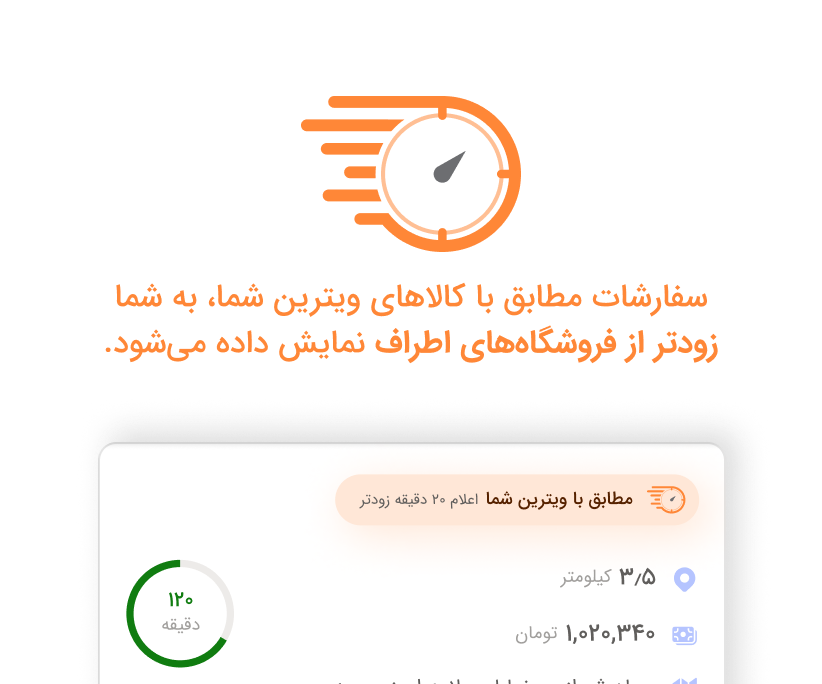 سفارشات مطابق با کالاهای ویترین شما، به شما
زودتر از فروشگاه‌های اطراف نمایش داده می‌شود.
مطابق با ویترین شما اعلام ۲۰ دقیقه زودتر
۳٫۵ کیلومتر
۱۲۰
دقیقه
۱,۰۲۰,۳۴۰ تومان